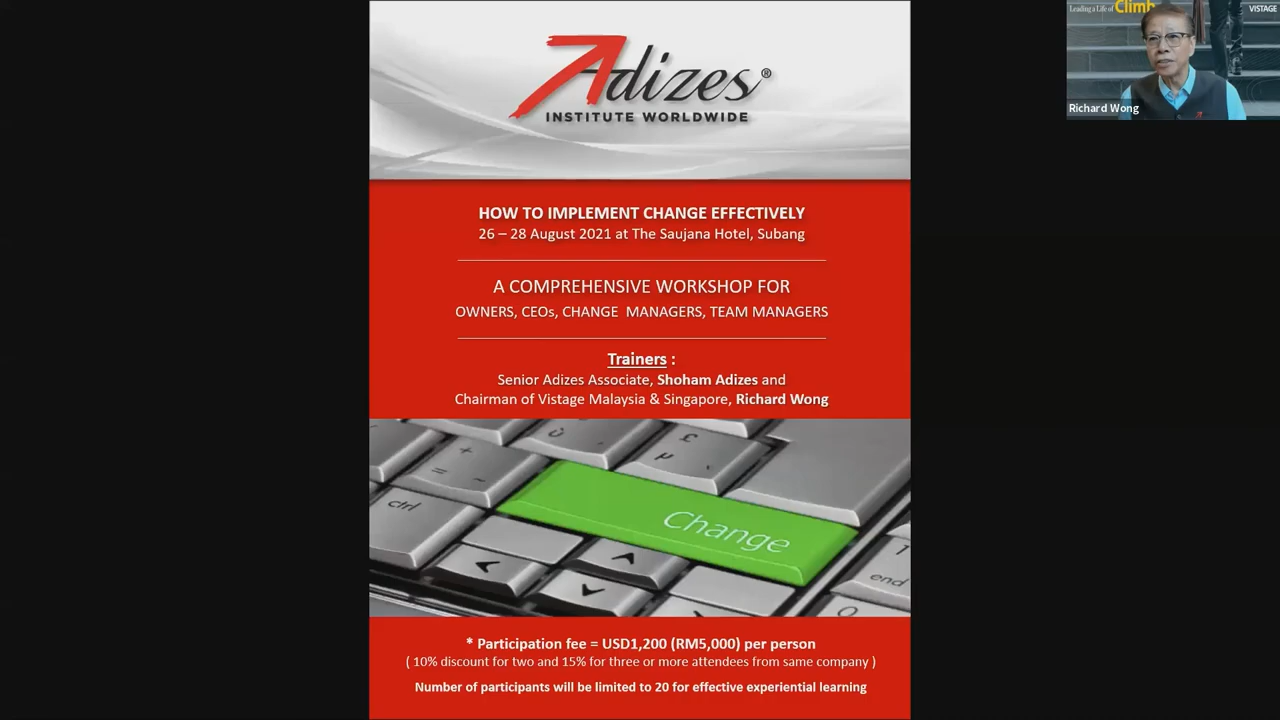 Adizes®
INSTITUTE WORLDWIDE
HOW TO IMPLEMENT CHANGE EFFECTIVELY
26 – 28 August 2021 at The Saujana Hotel, Subang
A COMPREHENSIVE WORKSHOP FOR
OWNERS, CEOs, CHANGE MANAGERS, TEAM MANAGERS
Trainers :
Senior Adizes Associate, Shoham Adizes and
Chairman of Vistage Malaysia & Singapore, Richard Wong
£
+
ù
=
-
µ
ctrl
Change
1
end
0
* Participation fee = USD1,200 (RM5,000) per person
( 10% discount for two and 15% for three or more attendees from same company )
Number of participants will be limited to 20 for effective experiential learning
Leading a Life of Climb
VISTAGE
Richard Wong